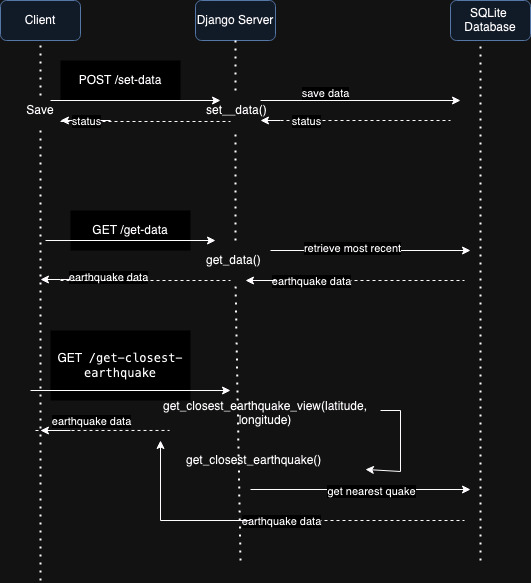 Client
Django Server
SQLite
Database
POST /set-data
save data
Save
set__data()
status
status
GET /get-data
retrieve most recent
get_data()
earthquake data
earthquake data
GET /get-closest-
earthquake
get_closest_earthquake_view(latitude,
longitude)
earthquake data
get_closest_earthquake()
get nearest quake
earthquake data